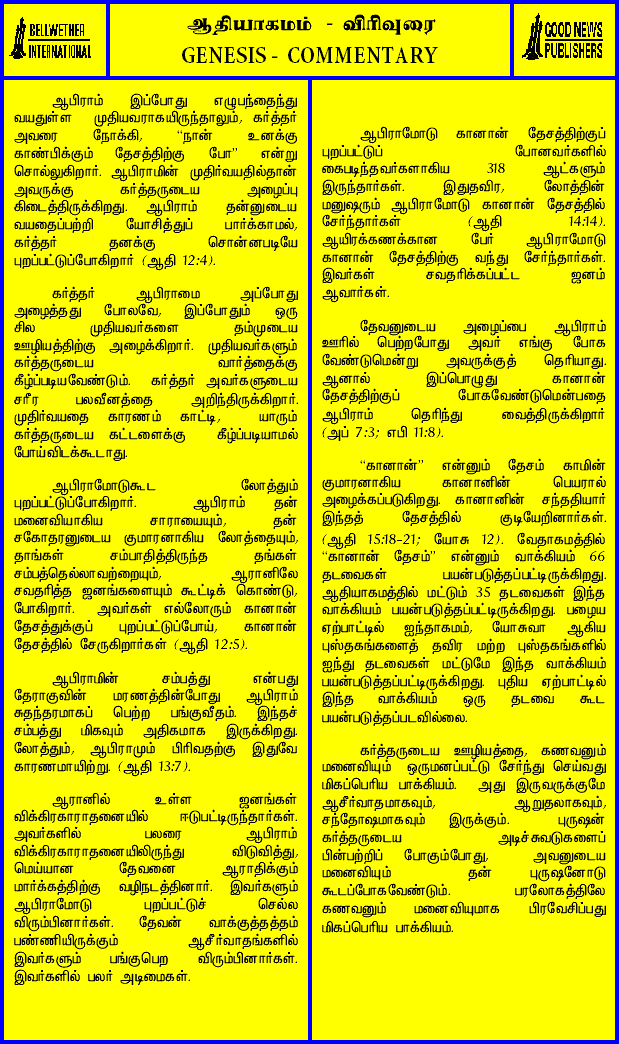 BELLWETHER
INTERNATIONAL
ஆதியாகமம் - விரிவுரை
GENESIS - COMMENTARY
GOOD NEWS
PUBLISHERS
ஆபிராம் இப்போது எழுபந்தைந்து
வயதுள்ள முதியவராகயிருந்தாலும், கர்த்தர்
அவரை நோக்கி, “நான் உனக்கு
காண்பிக்கும் தேசத்திற்கு போ” என்று
சொல்லுகிறார். ஆபிராமின் முதிர்வயதில்தான்
அவருக்கு கர்த்தருடைய அழைப்பு
கிடைத்திருக்கிறது. ஆபிராம் தன்னுடைய
வயதைப்பற்றி யோசித்துப் பார்க்காமல்,
கர்த்தர் தனக்கு சொன்னபடியே
புறப்பட்டுப்போகிறார் (ஆதி 12:4).
கர்த்தர் ஆபிராமை அப்போது
அழைத்தது போலவே, இப்போதும் ஒரு
சில முதியவர்களை தம்முடைய
ஊழியத்திற்கு அழைக்கிறார். முதியவர்களும்
கர்த்தருடைய வார்த்தைக்கு
கீழ்ப்படியவேண்டும். கர்த்தர் அவர்களுடைய
சரீர பலவீனத்தை அறிந்திருக்கிறார்.
முதிர்வயதை காரணம் காட்டி, யாரும்
கர்த்தருடைய கட்டளைக்கு கீழ்ப்படியாமல்
போய்விடக்கூடாது.
ஆபிராமோடுகூட லோத்தும்
புறப்பட்டுப்போகிறார். ஆபிராம் தன்
மனைவியாகிய சாராயையும், தன்
சகோதரனுடைய குமாரனாகிய லோத்தையும்,
தாங்கள் சம்பாதித்திருந்த தங்கள்
சம்பத்தெல்லாவற்றையும், ஆரானிலே
சவதரித்த ஜனங்களையும் கூட்டிக் கொண்டு,
போகிறார். அவர்கள் எல்லோரும் கானான்
தேசத்துக்குப் புறப்பட்டுப்போய், கானான்
தேசத்தில் சேருகிறார்கள் (ஆதி 12:5).
ஆபிராமின் சம்பத்து என்பது
தேராகுவின் மரணத்தின்போது ஆபிராம்
சுதந்தரமாகப் பெற்ற பங்குவீதம். இந்தச்
சம்பத்து மிகவும் அதிகமாக இருக்கிறது.
லோத்தும், ஆபிராமும் பிரிவதற்கு இதுவே
காரணமாயிற்று. (ஆதி 13:7).
ஆரானில் உள்ள ஜனங்கள்
விக்கிரகாராதனையில் ஈடுபட்டிருந்தார்கள்.
அவர்களில் பலரை ஆபிராம்
விக்கிரகாராதனையிலிருந்து விடுவித்து,
மெய்யான தேவனை ஆராதிக்கும்
மார்க்கத்திற்கு வழிநடத்தினார். இவர்களும்
ஆபிராமோடு புறப்பட்டுச் செல்ல
விரும்பினார்கள். தேவன் வாக்குத்தத்தம்
பண்ணியிருக்கும் ஆசீர்வாதங்களில்
இவர்களும் பங்குபெற விரும்பினார்கள்.
இவர்களில் பலர் அடிமைகள்.
ஆபிராமோடு கானான் தேசத்திற்குப்
புறப்பட்டுப் போனவர்களில்
கைபடிந்தவர்களாகிய 318 ஆட்களும்
இருந்தார்கள். இதுதவிர, லோத்தின்
மனுஷரும் ஆபிராமோடு கானான் தேசத்தில்
சேர்ந்தார்கள் (ஆதி 14:14).
ஆயிரக்கணக்கான பேர் ஆபிராமோடு
கானான் தேசத்திற்கு வந்து சேர்ந்தார்கள்.
இவர்கள் சவதரிக்கப்பட்ட ஜனம்
ஆவார்கள்.
தேவனுடைய அழைப்பை ஆபிராம்
ஊரில் பெற்றபோது அவர் எங்கு போக
வேண்டுமென்று அவருக்குத் தெரியாது.
ஆனால் இப்பொழுது கானான்
தேசத்திற்குப் போகவேண்டுமென்பதை
ஆபிராம் தெரிந்து வைத்திருக்கிறார்
(அப் 7:3; எபி 11:8).
“கானான்” என்னும் தேசம் காமின்
குமாரனாகிய கானானின் பெயரால்
அழைக்கப்படுகிறது. கானானின் சந்ததியார்
இந்தத் தேசத்தில் குடியேறினார்கள்.
(ஆதி 15:18-21; யோசு 12). வேதாகமத்தில்
“கானான் தேசம்” என்னும் வாக்கியம் 66
தடவைகள் பயன்படுத்தப்பட்டிருக்கிறது.
ஆதியாகமத்தில் மட்டும் 35 தடவைகள் இந்த
வாக்கியம் பயன்படுத்தப்பட்டிருக்கிறது. பழைய
ஏற்பாட்டில் ஐந்தாகமம், யோசுவா ஆகிய
புஸ்தகங்களைத் தவிர மற்ற புஸ்தகங்களில்
ஐந்து தடவைகள் மட்டுமே இந்த வாக்கியம்
பயன்படுத்தப்பட்டிருக்கிறது. புதிய ஏற்பாட்டில்
இந்த வாக்கியம் ஒரு தடவை கூட
பயன்படுத்தப்படவில்லை.
கர்த்தருடைய ஊழியத்தை, கணவனும்
மனைவியும் ஒருமனப்பட்டு சேர்ந்து செய்வது
மிகப்பெரிய பாக்கியம். அது இருவருக்குமே
ஆசீர்வாதமாகவும், ஆறுதலாகவும்,
சந்தோஷமாகவும் இருக்கும். புருஷன்
கர்த்தருடைய அடிச்சுவடுகளைப்
பின்பற்றிப் போகும்போது, அவனுடைய
மனைவியும் தன் புருஷனோடு
கூடப்போகவேண்டும். பரலோகத்திலே
கணவனும் மனைவியுமாக பிரவேசிப்பது
மிகப்பெரிய பாக்கியம்.